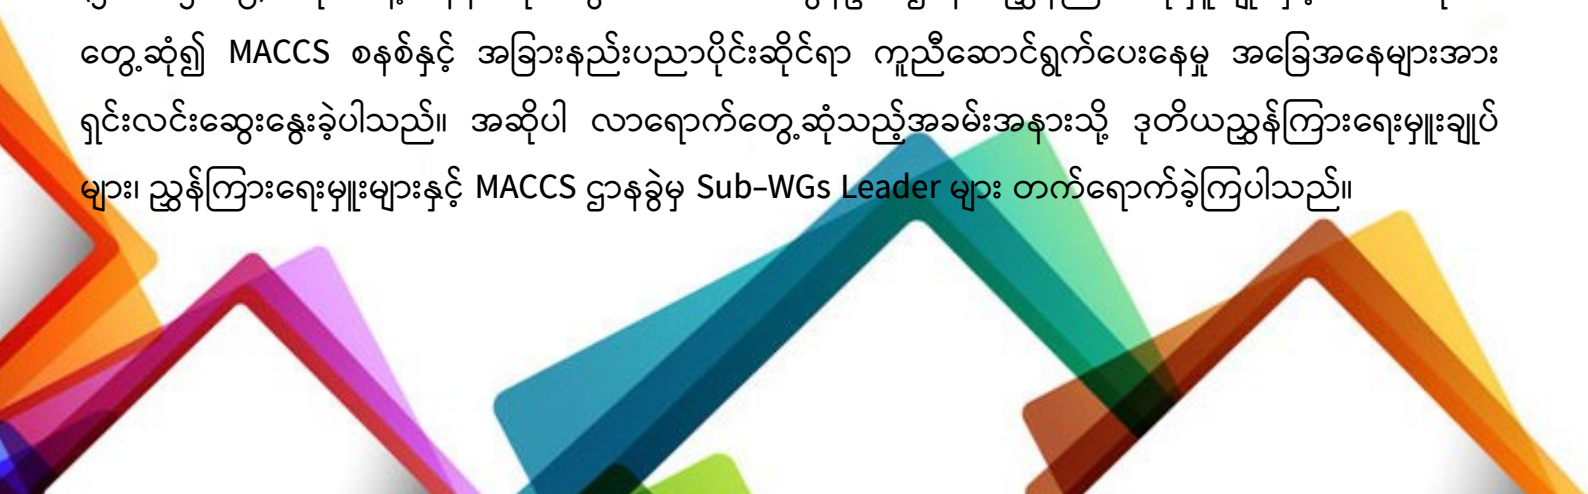 တွေ့ဆုံ၍ MACCS စနစ်နှင့် အခြားနည်းပညာပိုင်းဆိုင်ရာ ကူညီဆောင်ရွက်ပေးနေမှု အခြေအနေများအား
ရှင်းလင်းဆွေးနွေးခဲ့ပါသည်။ အဆိုပါ လာရောက်တွေ့ဆုံသည့်အခမ်းအနားသို့ ဒုတိယညွှန်ကြားရေးမှူးချုပ်
များ၊ ညွှန်ကြားရေးမှူးများနှင့် MACCS ဌာနခွဲမှ Sub-WGs Leader များ တက်ရောက်ခဲ့ကြပါသည်။